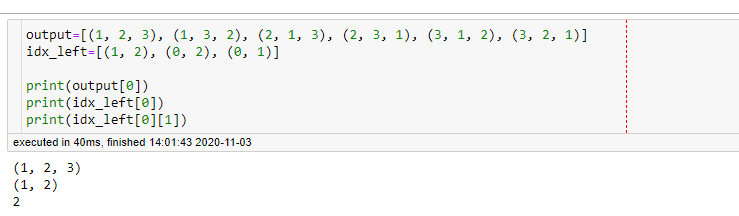 output=[(1, 2, 3), (1, 3, 2), (2, 1, 3), (2, 3, 1), (3, 1, 2), (3, 2, 1)]
idx_left=[(1, 2), (0, 2), (0, 1)]
print(output[0])
print(idx_left[0])
print(idx_left[0][1])
executed in 40ms, finished 14:01:43 2020-11-03
(1, 2, 3)
(1, 2)
2